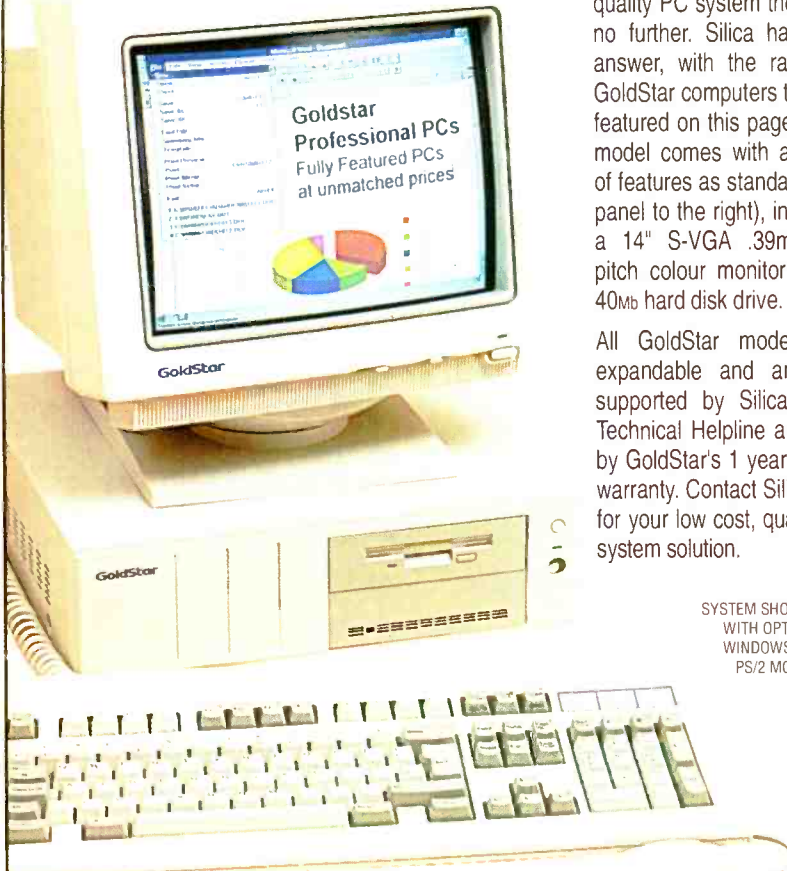 quality PC system the
no further. Silica ha
answer, with the ra
GoldStar computers t
featured on this page
model comes with a
of features as standa
panel to the right), in
a 14" S-VGA .39m
pitch colour monitor
40Mb hard disk drive.
All GoldStar mode
expandable and ar
supported by Silica
Technical Helpline a
by GoldStar's 1 year
warranty. Contact Sil
for your low cost, qua
system solution.
SYSTEM SHO
WITH OPT
WINDOWS
PS/2 MO
Goldstar
Professional PCs
Fully Featured PCs
at unmatched prices
GoldStar
GoldStar